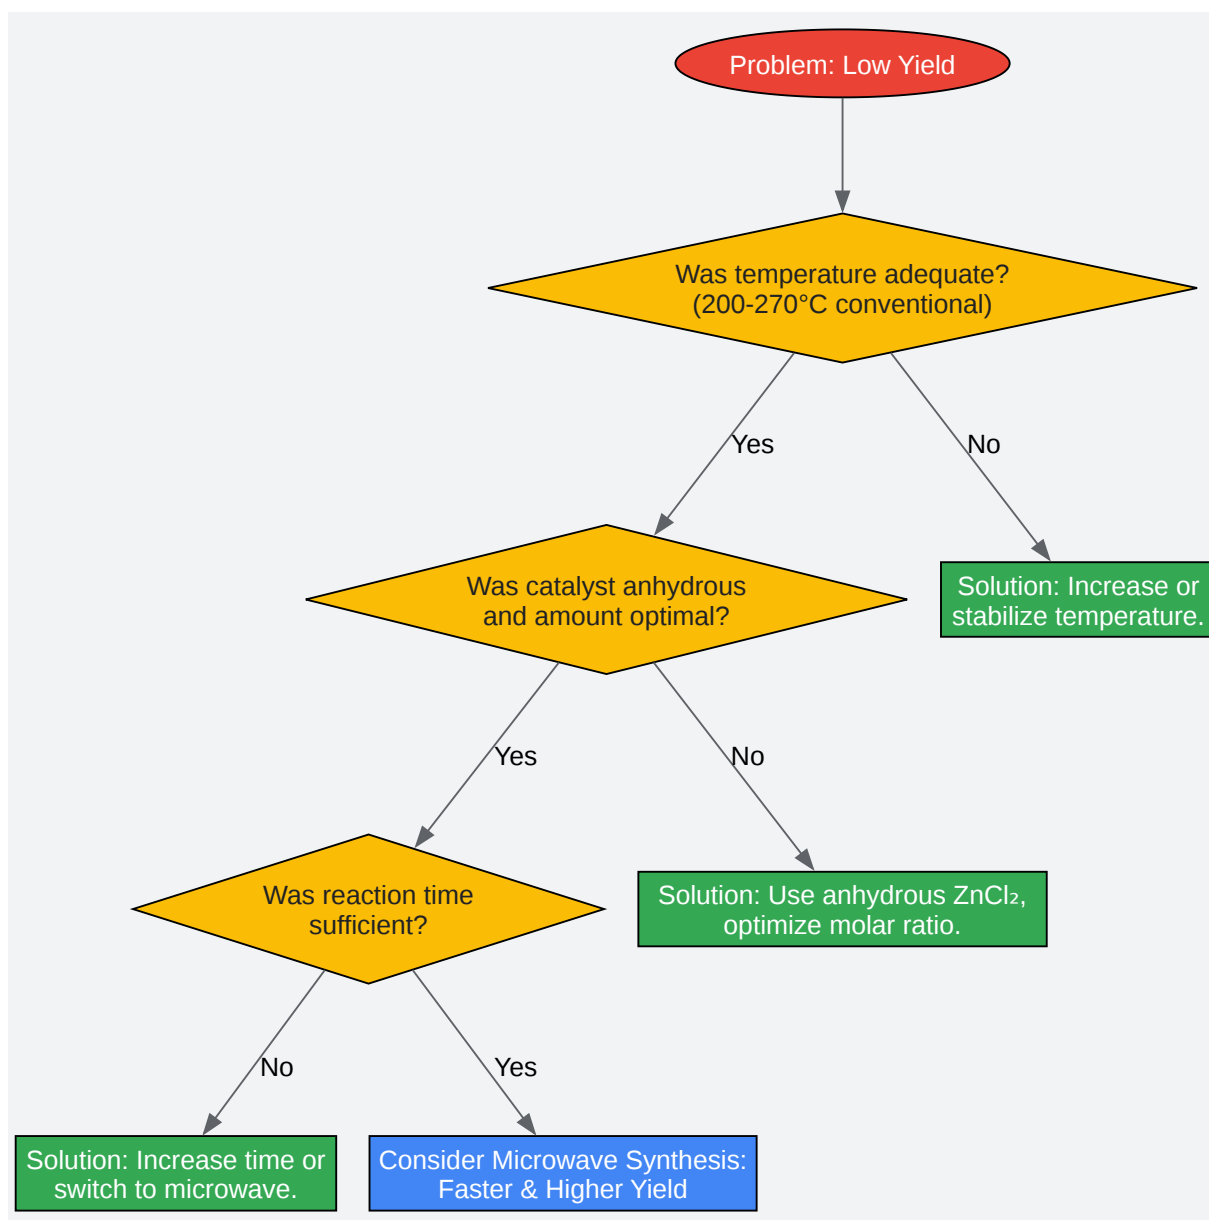 Problem: Low Yield
Was temperature adequate?
(200-270°C conventional)
Yes
No
Was catalyst anhydrous
and amount optimal?
Solution: Increase or
stabilize temperature.
Yes
No
Was reaction time
sufficient?
Solution: Use anhydrous ZnCl₂,
optimize molar ratio.
No
Yes
Solution: Increase time or
switch to microwave.
Consider Microwave Synthesis:
Faster & Higher Yield